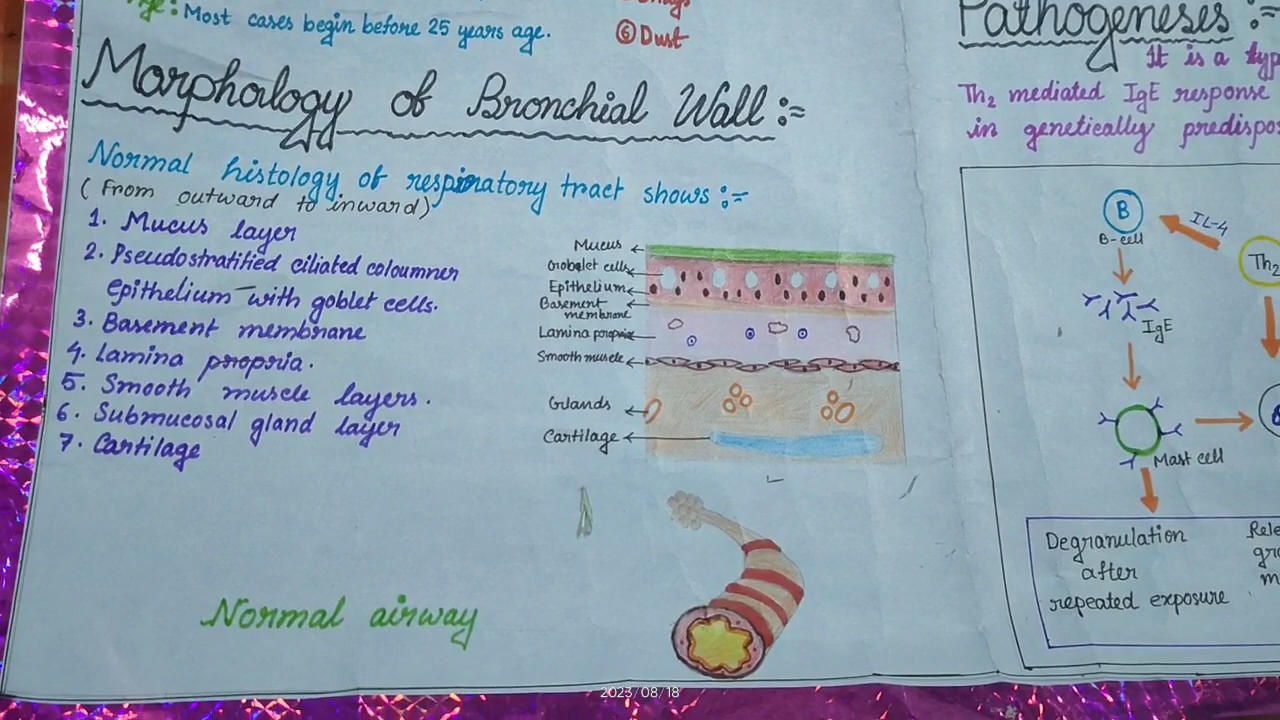 Most cases begin before 25 years age.
⑥ Dust
Morphology of Bronchial Wall :=
Normal histology of respiratory tract shows :=
(From outward to inward)
1. Mucus layer
2. Pseudostratified ciliated coloumner
epithelium with goblet cells.
3. Basement membrane
4. Lamina propria.
5. Smooth muscle layers.
6. Submucosal gland layer
7. Cartilage
Mucus
Grobqlet cells
Epithelium
Basement
membrane
Lamina propria
Smooth muscle
Glands
Cartilage
Normal airway
Pathogeneses :=
It is a
Th2 mediated IgE response
in genetically
B
B-cell
IL-4
Th2
IgE
Mast cell
Degranulation
after
repeated exposure
2023/08/18